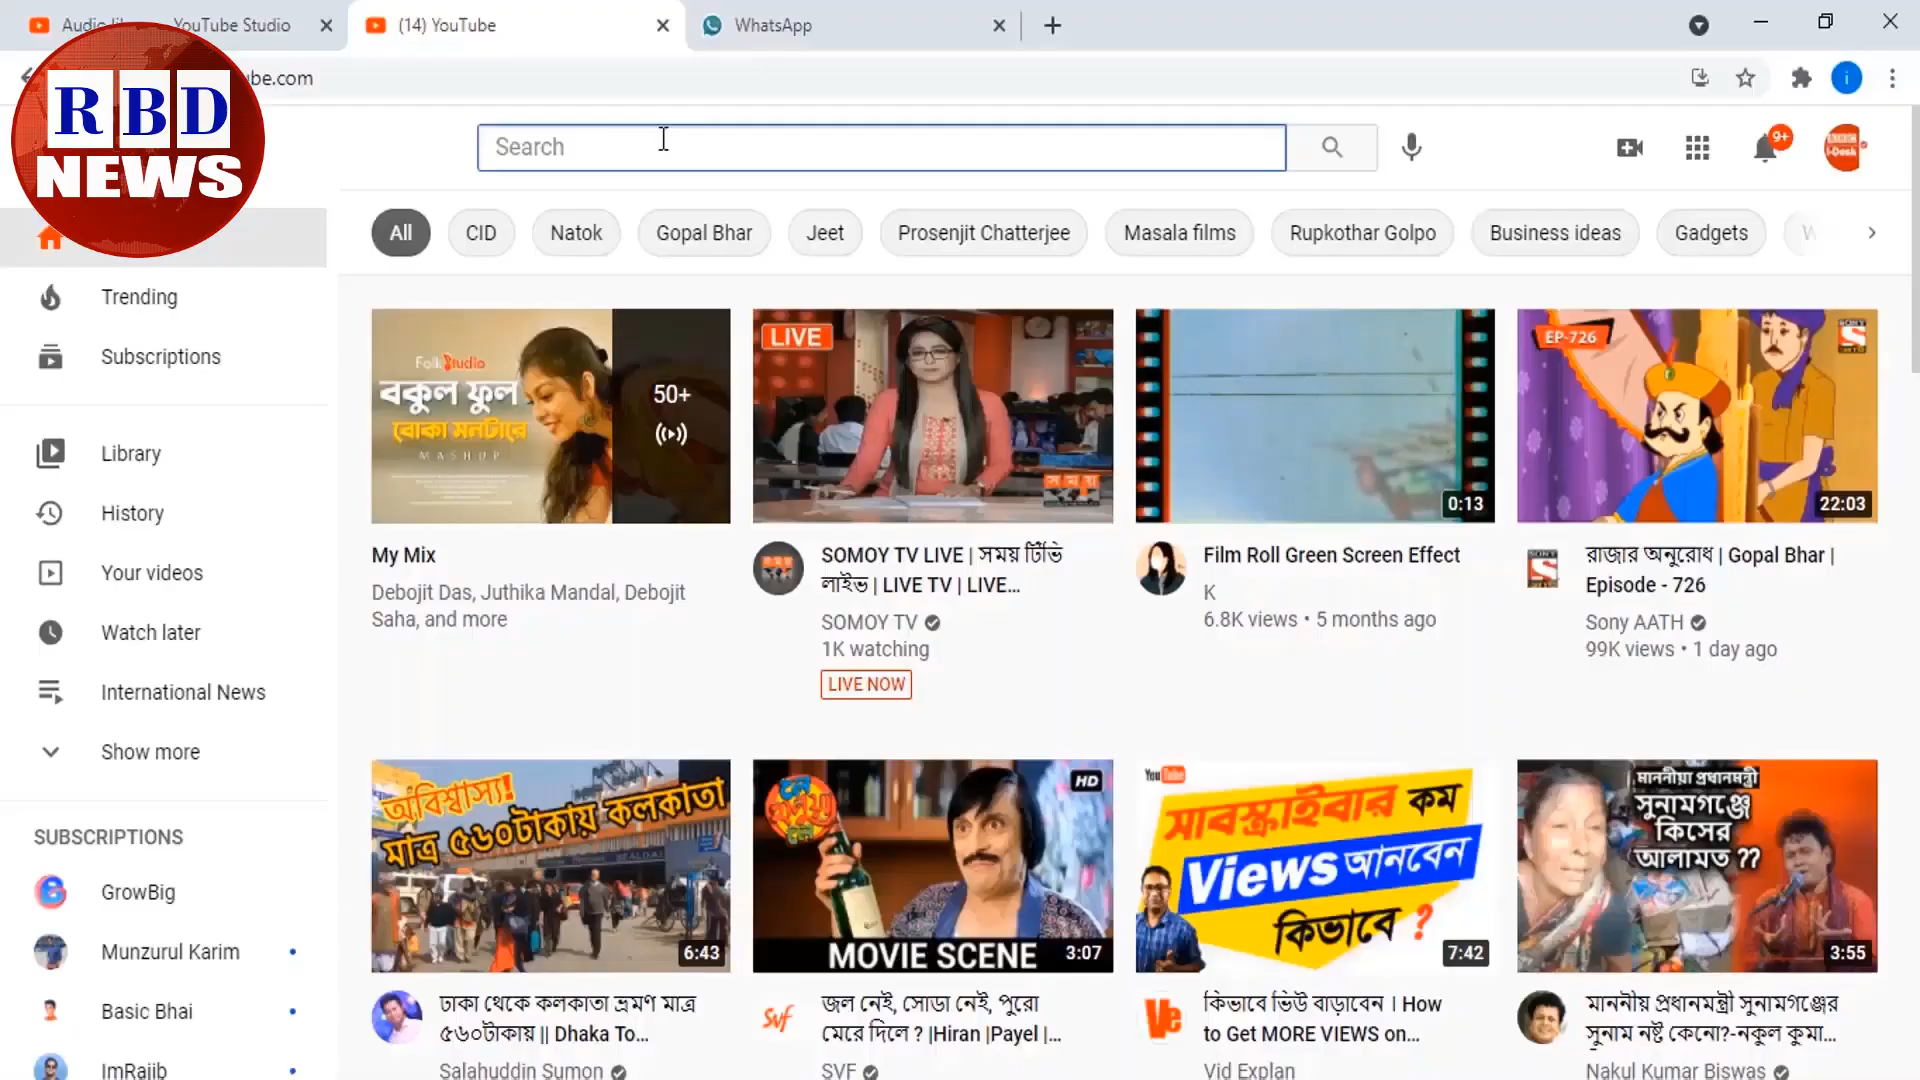 Audio
YouTube Studio
(14) YouTube
WhatsApp
ube.com
i
RBD
NEWS
Search
9+
All
CID
Natok
Gopal Bhar
Jeet
Prosenjit Chatterjee
Masala films
Rupkothar Golpo
Business ideas
Gadgets
Trending
Subscriptions
Library
History
Your videos
Watch later
International News
Show more
SUBSCRIPTIONS
GrowBig
Munzurul Karim
Basic Bhai
ImRajib
Folk Studio
বকুল ফুল
বোকা মনটারে
MASHUP
50+
My Mix
Debojit Das, Juthika Mandal, Debojit
Saha, and more
LIVE
সময়
SOMOY TV LIVE | সময় টিভি
লাইভ | LIVE TV | LIVE...
SOMOY TV
1K watching
LIVE NOW
0:13
Film Roll Green Screen Effect
K
6.8K views • 5 months ago
EP-726
22:03
রাজার অনুরোধ | Gopal Bhar |
Episode - 726
Sony AATH
99K views • 1 day ago
অবিশ্বাস্য!
মাত্র ৫৬০টাকায় কলকাতা
6:43
ঢাকা থেকে কলকাতা ভ্রমণ মাত্র
৫৬০টাকায় || Dhaka To...
Salahuddin Sumon
HD
MOVIE SCENE
3:07
জল নেই, সোডা নেই, পুরো
মেরে দিলে ? |Hiran |Payel |...
SVF
YouTube
সাবস্ক্রাইবার কম
Views আনবেন
কিভাবে ?
7:42
কিভাবে ভিউ বাড়াবেন । How
to Get MORE VIEWS on...
Vid Explan
মাননীয়া প্রধানমন্ত্রী
সুনামগঞ্জে
কিসের
আলামত ??
3:55
মাননীয় প্রধানমন্ত্রী সুনামগঞ্জের
সুনাম নষ্ট কেনো?-নকুল কুমা...
Nakul Kumar Biswas